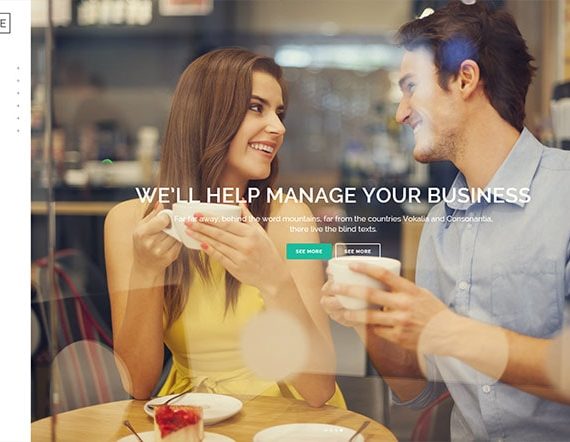 E
WE'LL HELP MANAGE YOUR BUSINESS
Far far away, behind the word mountains, far from the countries Vokalia and Consonantia,
there live the blind texts.
SEE MORE SEE MORE